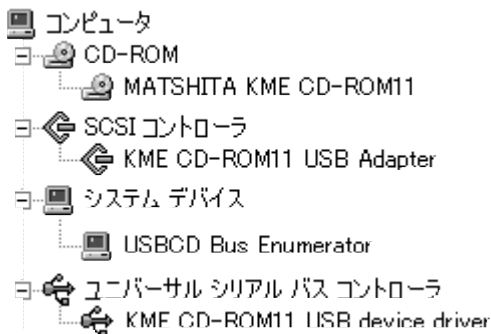 コンピュータ
CD-ROM
MATSHITA KME CD-ROM11
SCSI コントローラ
KME CD-ROM11 USB Adapter
システム デバイス
USBCD Bus Enumerator
ユニバーサル シリアル バス コントローラ
KME CD-ROM11 USB device driver